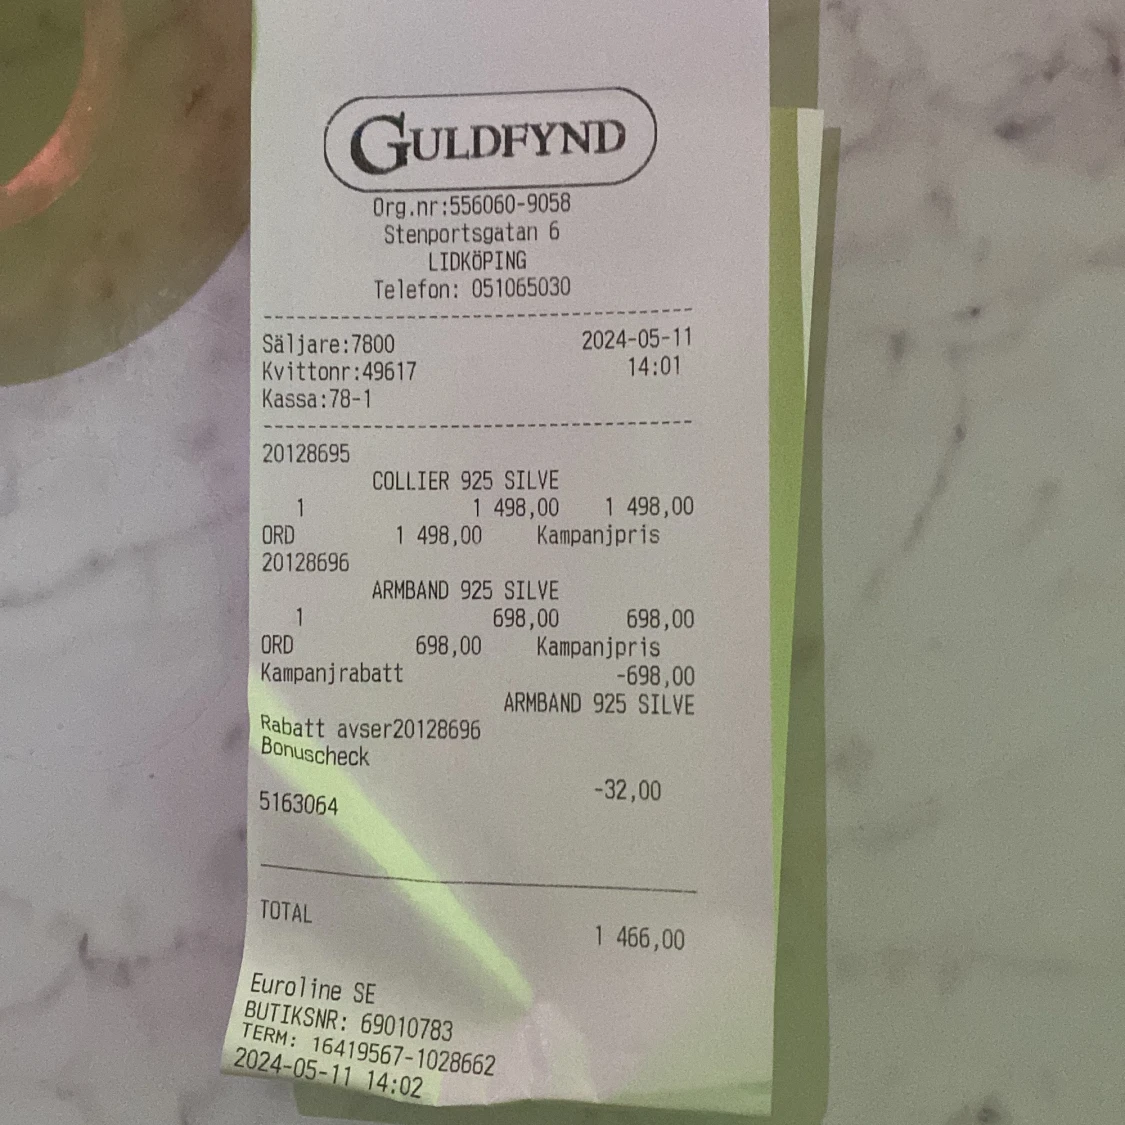 GULDFYND
Org.nr:556060-9058
Stenportsgatan 6
LIDKÖPING
Telefon: 051065030
Säljare:7800 2024-05-11
Kvittonr:49617 14:01
Kassa:78-1
20128695
COLLIER 925 SILVE
1 1 498,00 1 498,00
ORD 1 498,00 Kampanjpris
20128696
ARMBAND 925 SILVE
1 698,00 698,00
ORD 698,00 Kampanjpris
Kampanjrabatt -698,00
ARMBAND 925 SILVE
Rabatt avser20128696
Bonuscheck
-32,00
5163064
TOTAL 1 466,00
Euroline SE
BUTIKSNR: 69010783
TERM: 16419567-1028662
2024-05-11 14:02